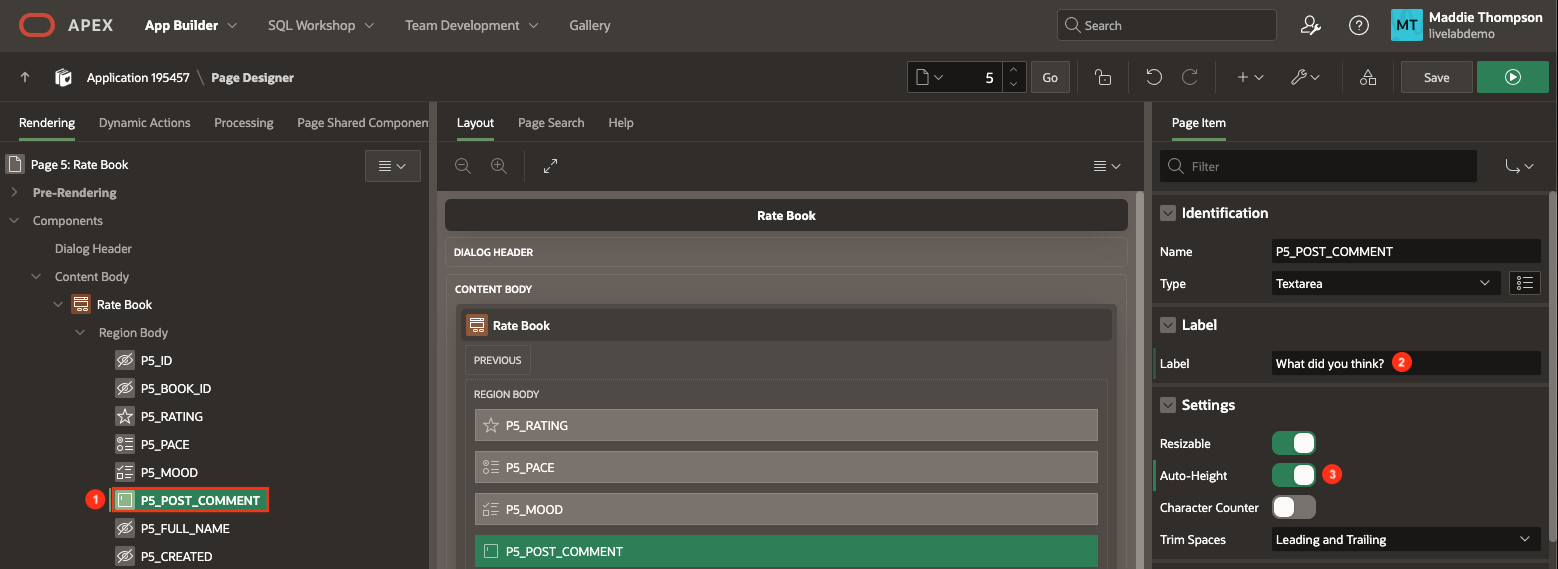 APEX App Builder SQL Workshop Team Development Gallery Search Maddie Thompson
MT livelabdemo
Application 195457 \ Page Designer 5 Go Save
Rendering Dynamic Actions Processing Page Shared Componen
Page 5: Rate Book
Pre-Rendering
Components
Dialog Header
Content Body
Rate Book
Region Body
P5_ID
P5_BOOK_ID
P5_RATING
P5_PACE
P5_MOOD
1 P5_POST_COMMENT
P5_FULL_NAME
P5_CREATED
Layout Page Search Help
Rate Book
DIALOG HEADER
CONTENT BODY
Rate Book
PREVIOUS
REGION BODY
P5_RATING
P5_PACE
P5_MOOD
P5_POST_COMMENT
Page Item
Filter
Identification
Name P5_POST_COMMENT
Type Textarea
Label
Label What did you think? 2
Settings
Resizable
Auto-Height 3
Character Counter
Trim Spaces Leading and Trailing